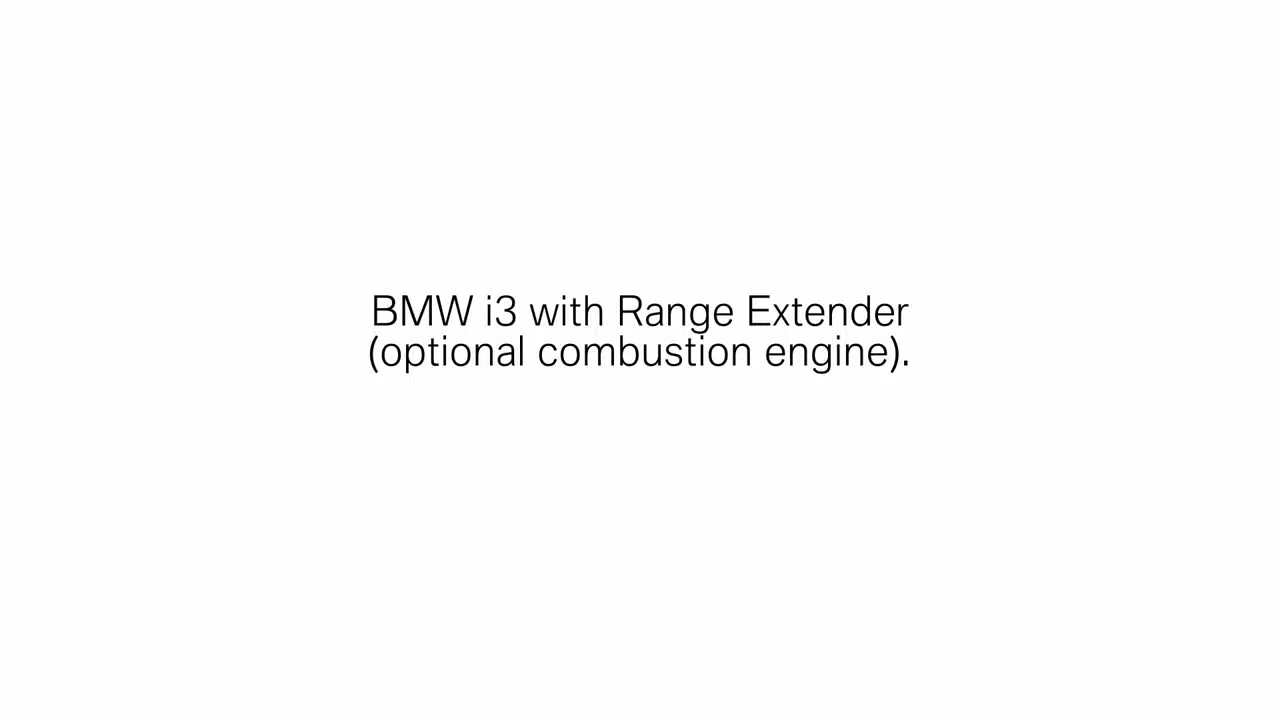 BMW i3 with Range Extender
(optional combustion engine).